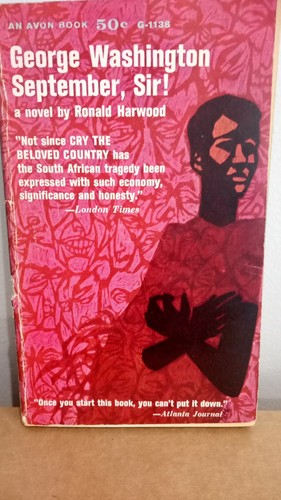 AN AVON BOOK 50¢ G-1138
George Washington
September, Sir!
a novel by Ronald Harwood
"Not since CRY THE
BELOVED COUNTRY has
the South African tragedy been
expressed with such economy,
significance and honesty."
—London Times
"Once you start this book, you can't put it down."
—Atlanta Journal